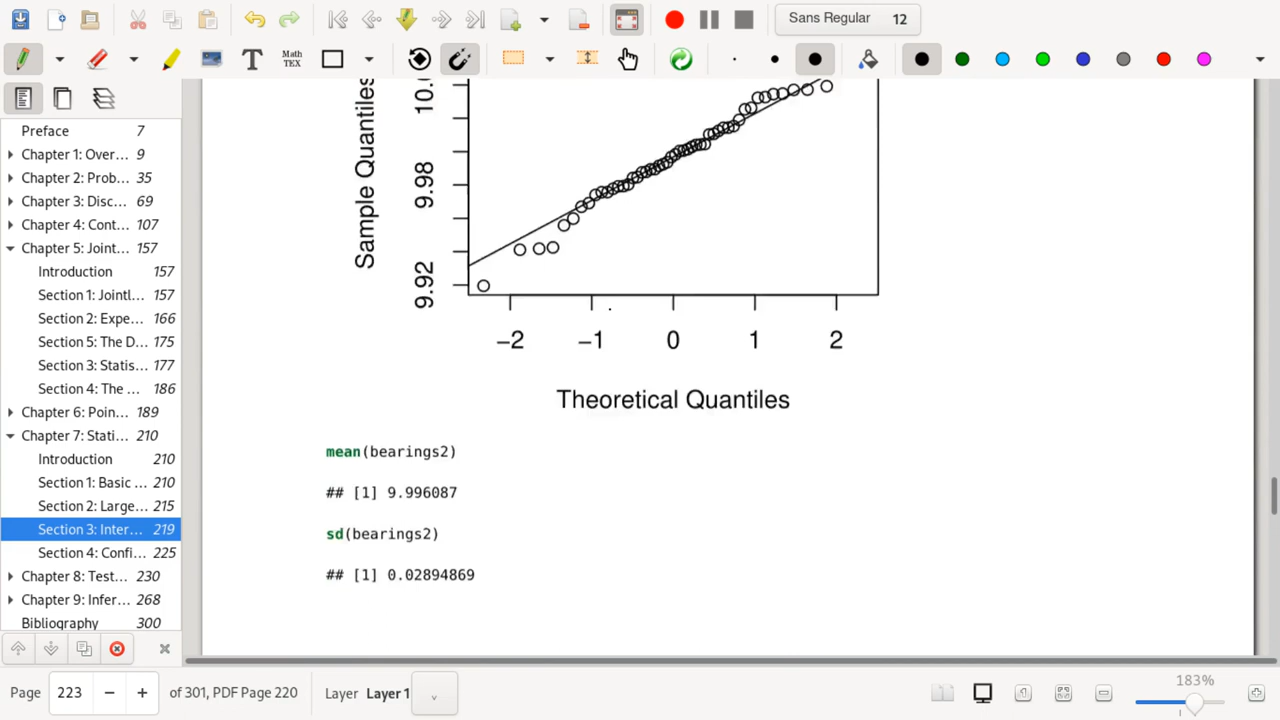 Sans Regular 12
Math
TEX
Preface 7
Chapter 1: Over... 9
Chapter 2: Prob... 35
Chapter 3: Disc... 69
Chapter 4: Cont... 107
Chapter 5: Joint... 157
Introduction 157
Section 1: Jointl... 157
Section 2: Expe... 166
Section 5: The D... 175
Section 3: Statis... 177
Section 4: The ... 186
Chapter 6: Poin... 189
Chapter 7: Stati... 210
Introduction 210
Section 1: Basic ... 210
Section 2: Large... 215
Section 3: Inter... 219
Section 4: Confi... 225
Chapter 8: Test... 230
Chapter 9: Infer... 268
Bibliography 300
Sample Quantiles
9.98
9.92
−2 −1 0 1 2
Theoretical Quantiles
mean(bearings2)
## [1] 9.996087
sd(bearings2)
## [1] 0.02894869
Page 223 of 301, PDF Page 220 Layer Layer 1 183%